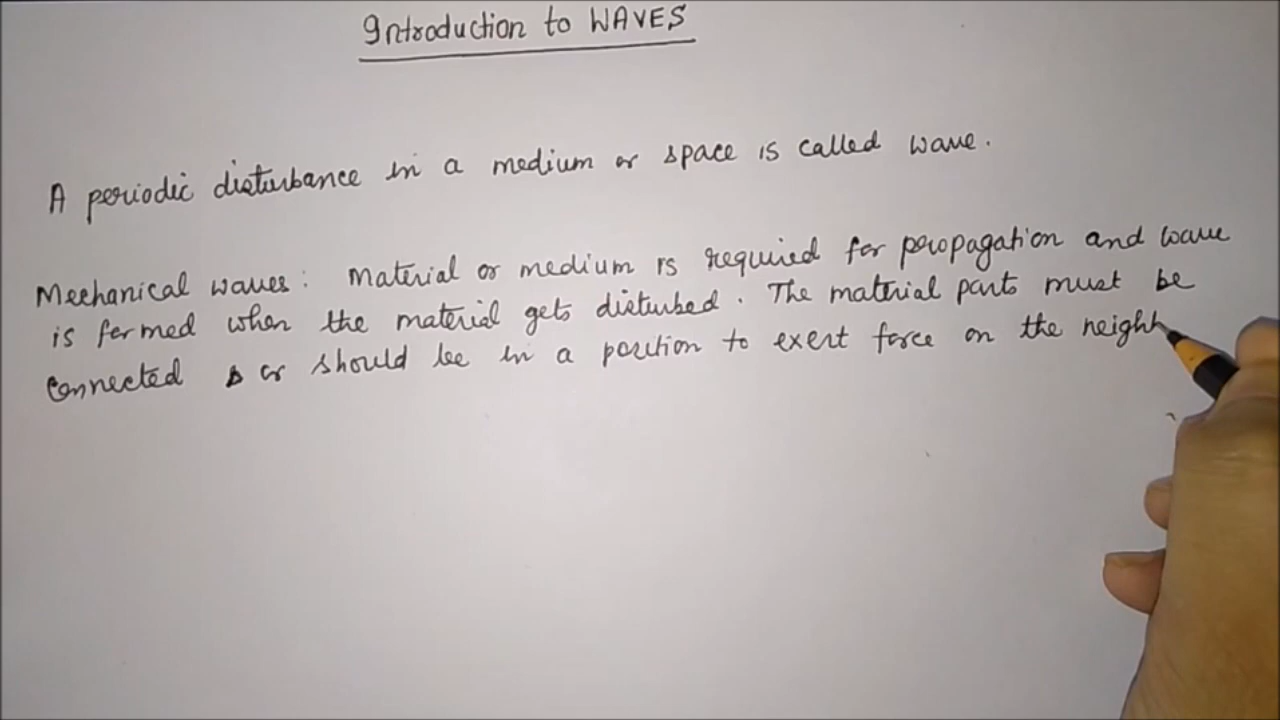 Introduction to WAVES
A periodic disturbance in a medium or space is called wave.
Mechanical waves: Material or medium is required for propagation and wave
is formed when the material gets disturbed. The material parts must be
Connected or should be in a position to exert force on the neighb